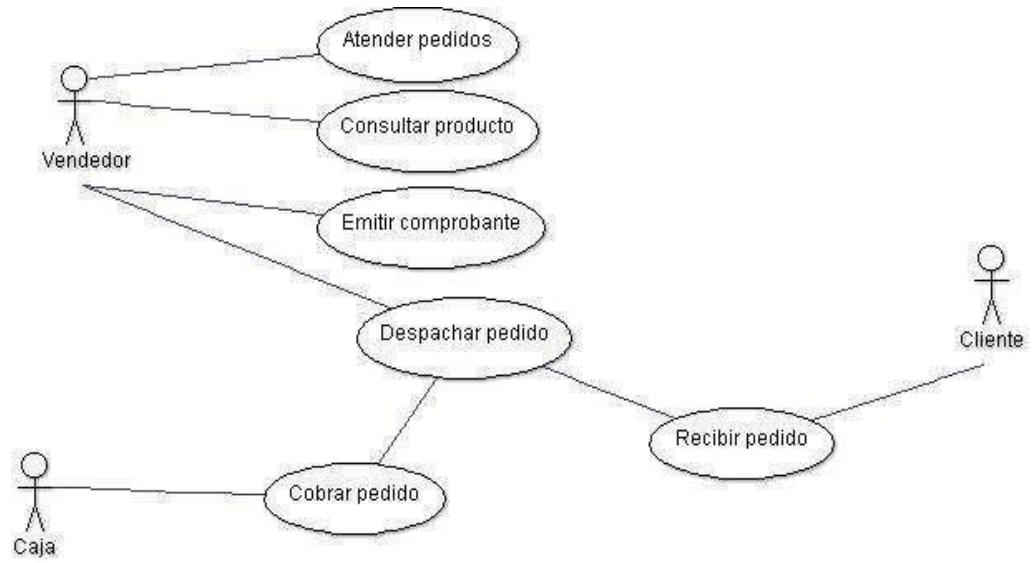 Atender pedidos
Consultar producto
Vendedor
Emitir comprobante
Despachar pedido
Cliente
Recibir pedido
Cobrar pedido
Caja